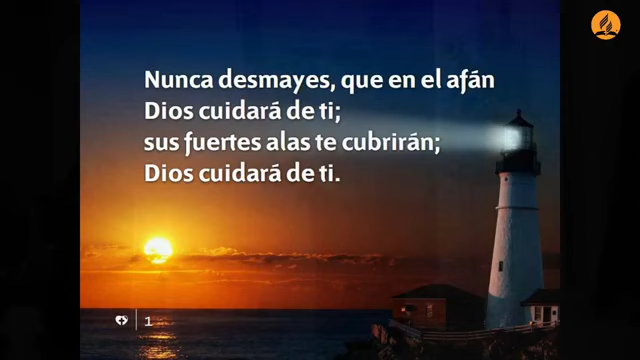 Nunca desmayes, que en el afán
Dios cuidará de ti;
sus fuertes alas te cubrirán;
Dios cuidará de ti.
1